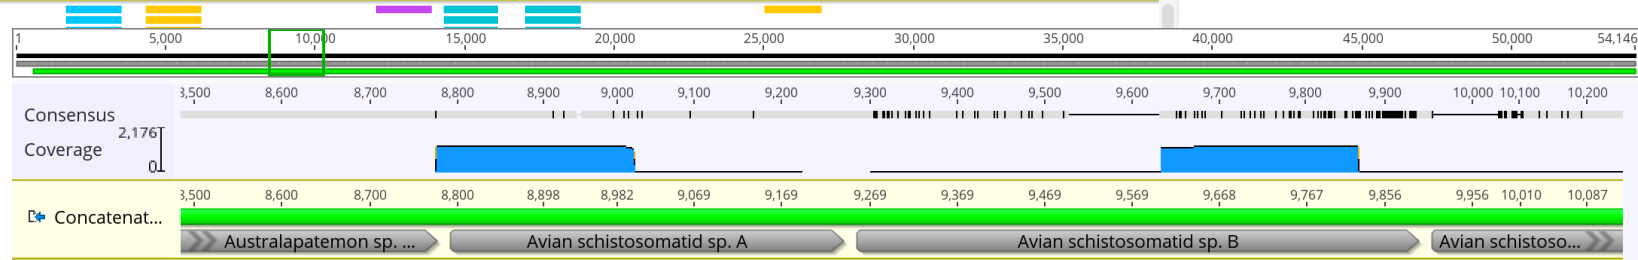 1 5,000 10,000 15,000 20,000 25,000 30,000 35,000 40,000 45,000 50,000 54,146
3,500 8,600 8,700 8,800 8,900 9,000 9,100 9,200 9,300 9,400 9,500 9,600 9,700 9,800 9,900 10,000 10,100 10,200
Consensus
2,176
Coverage
0
3,500 8,600 8,700 8,800 8,898 8,982 9,069 9,169 9,269 9,369 9,469 9,569 9,668 9,767 9,856 9,956 10,010 10,087
Concatenat...
Australapatemon sp. ... Avian schistosomatid sp. A Avian schistosomatid sp. B Avian schistoso...